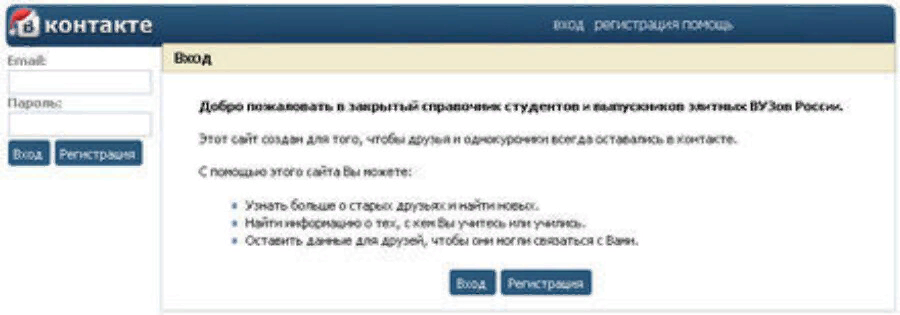 В контакте
вход регистрация помощь
Email:
Пароль:
Вход Регистрация
Вход
Добро пожаловать в закрытый справочник студентов и выпускников элитных ВУЗов России.
Этот сайт создан для того, чтобы друзья и однокурсники всегда оставались в контакте.
С помощью этого сайта Вы можете:
Узнать больше о старых друзьях и найти новых.
Найти информацию о тех, с кем Вы учитесь или учились.
Оставить данные для друзей, чтобы они могли связаться с Вами.
Вход Регистрация